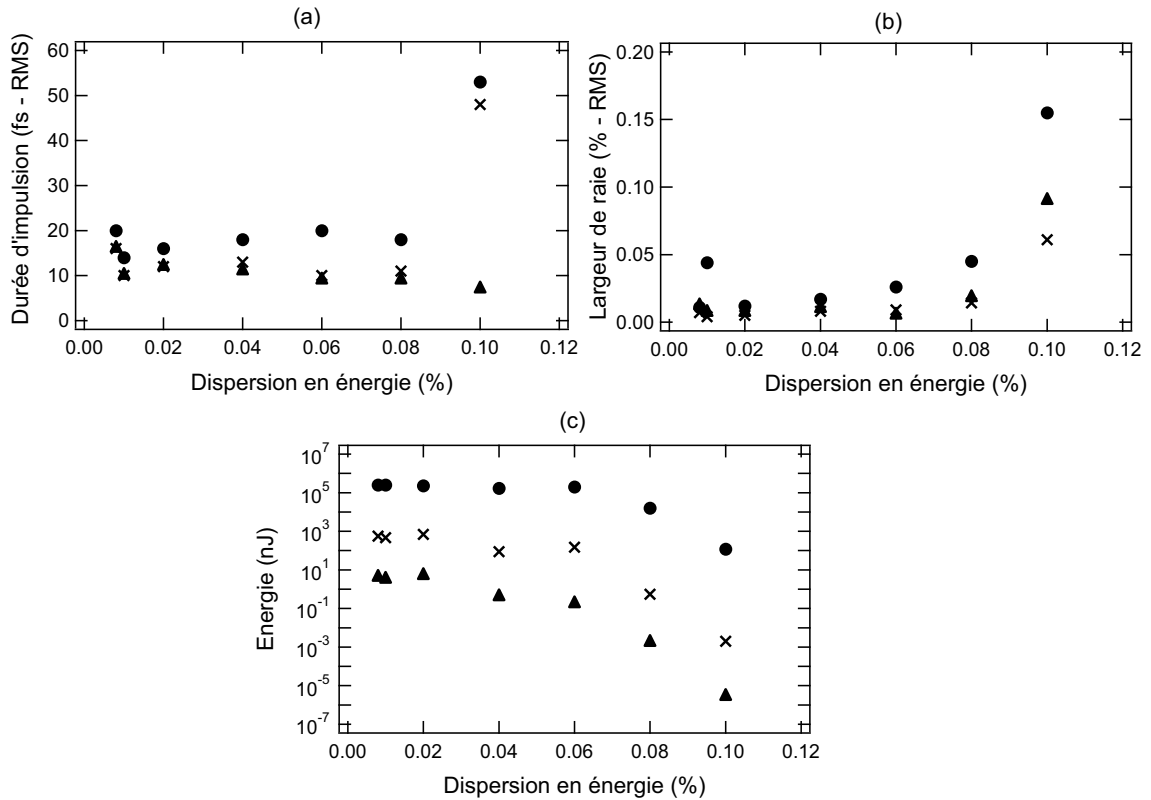 (a)
Durée d'impulsion (fs - RMS)
60
50
40
30
20
10
0
0.00 0.02 0.04 0.06 0.08 0.10 0.12
Dispersion en énergie (%)
(b)
Largeur de raie (% - RMS)
0.20
0.15
0.10
0.05
0.00
0.00 0.02 0.04 0.06 0.08 0.10 0.12
Dispersion en énergie (%)
(c)
Energie (nJ)
10^7
10^5
10^3
10^1
10^-1
10^-3
10^-5
10^-7
0.00 0.02 0.04 0.06 0.08 0.10 0.12
Dispersion en énergie (%)